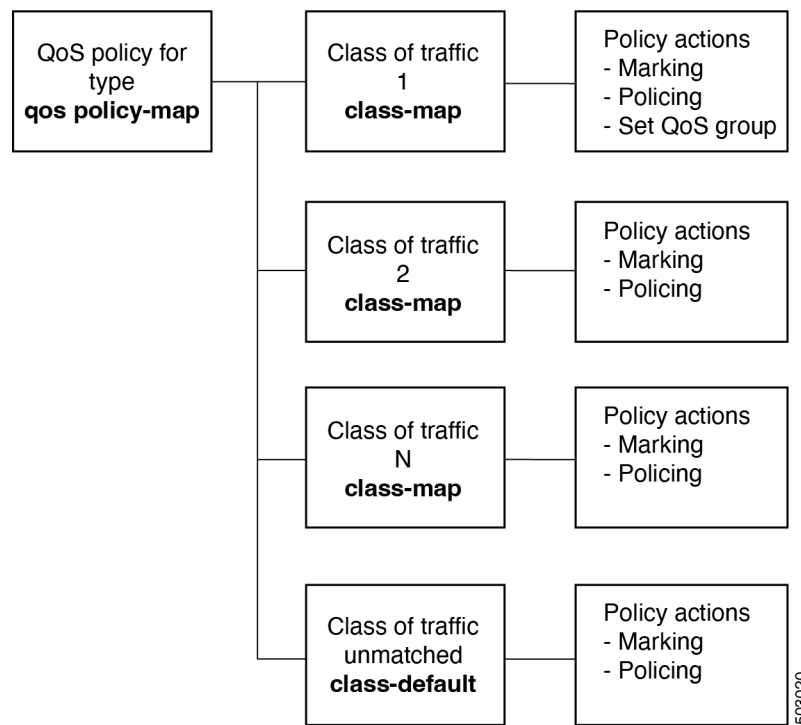 QoS policy for
type
qos policy-map
Class of traffic
1
class-map
Policy actions
- Marking
- Policing
- Set QoS group
Class of traffic
2
class-map
Policy actions
- Marking
- Policing
Class of traffic
N
class-map
Policy actions
- Marking
- Policing
Class of traffic
unmatched
class-default
Policy actions
- Marking
- Policing